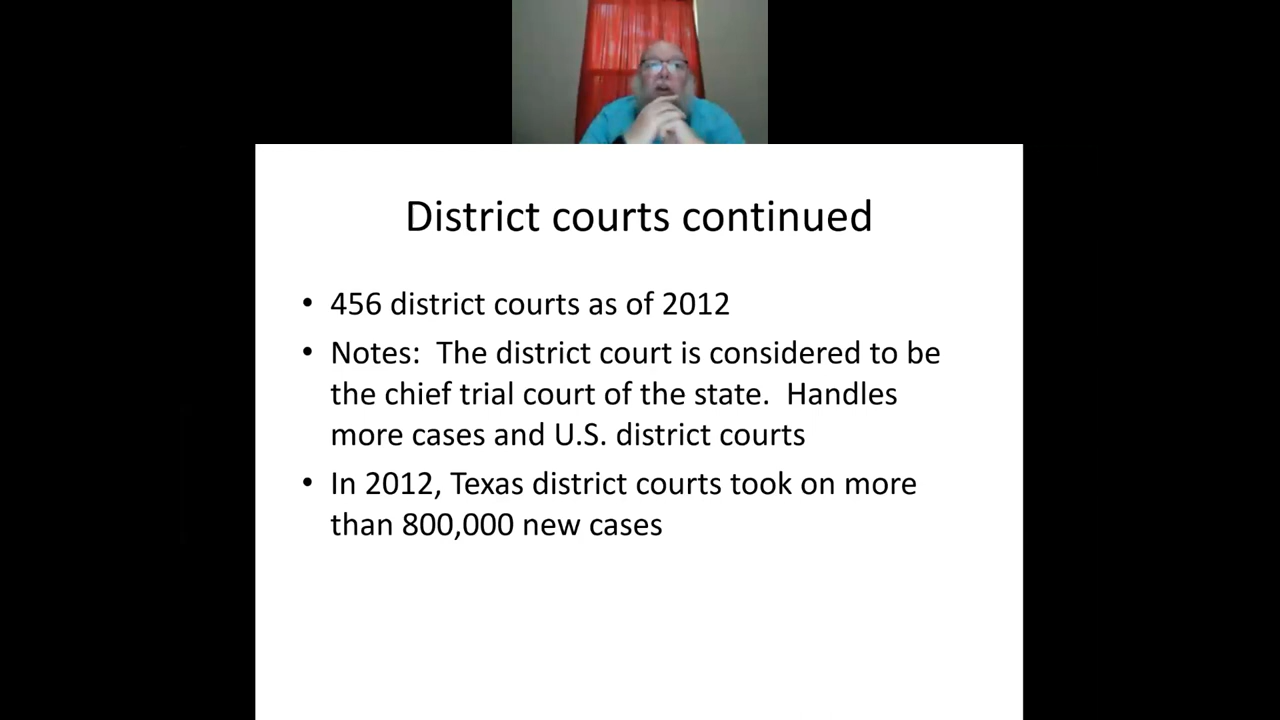 District courts continued
• 456 district courts as of 2012
• Notes:  The district court is considered to be
the chief trial court of the state.  Handles
more cases and U.S. district courts
• In 2012, Texas district courts took on more
than 800,000 new cases